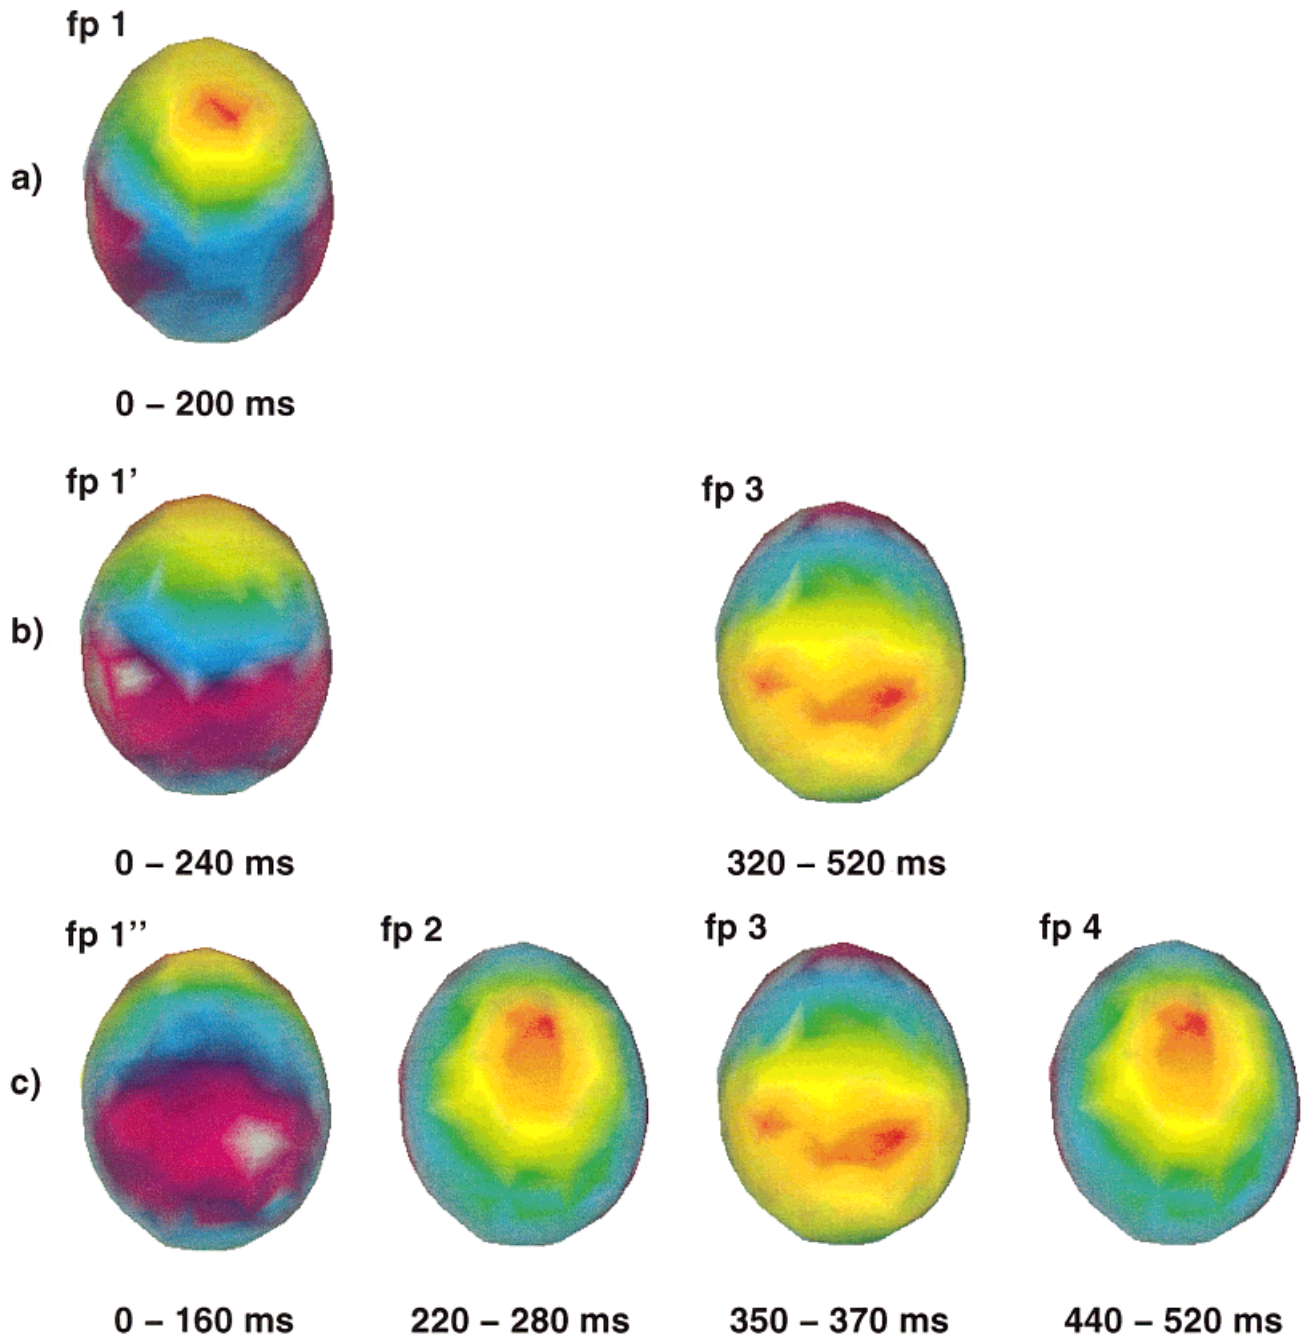 fp 1
a)
0 – 200 ms
fp 1’ fp 3
b)
0 – 240 ms 320 – 520 ms
fp 1’’ fp 2 fp 3 fp 4
c)
0 – 160 ms 220 – 280 ms 350 – 370 ms 440 – 520 ms